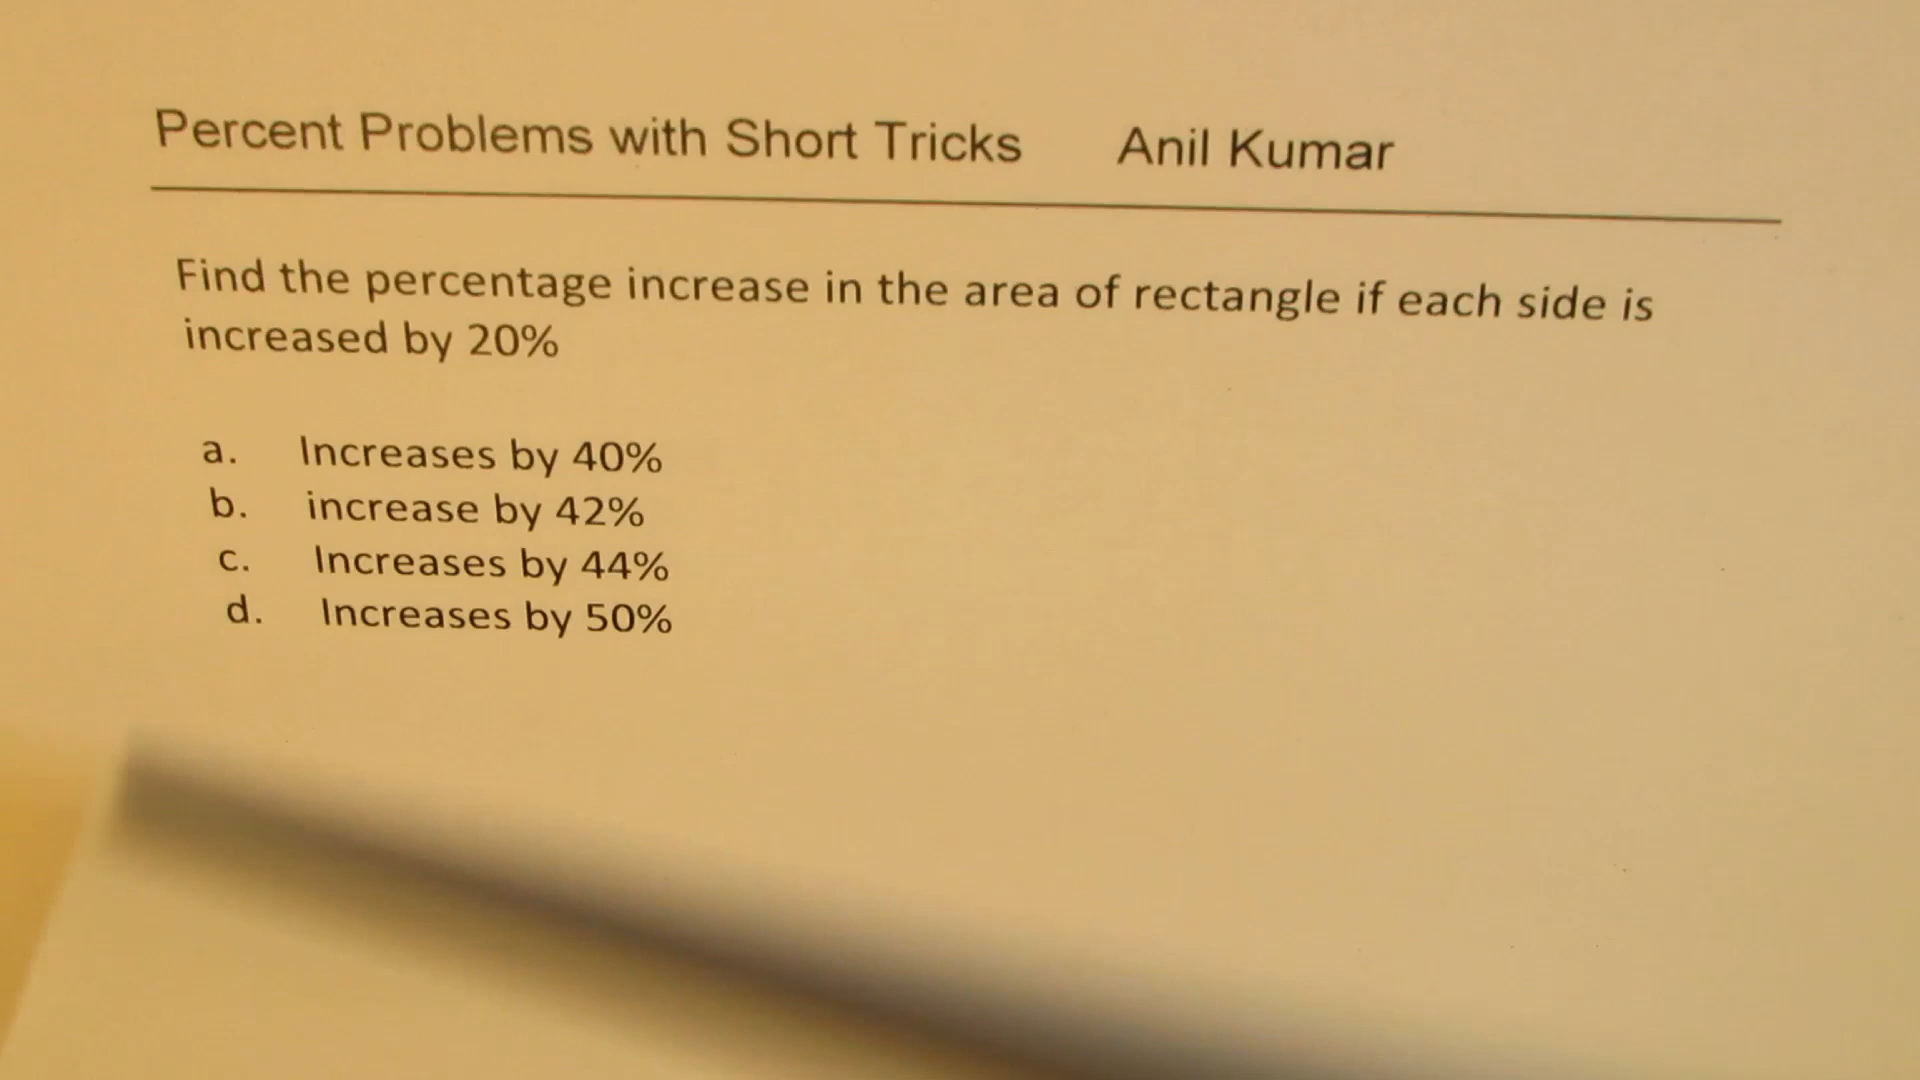 Percent Problems with Short Tricks Anil Kumar
Find the percentage increase in the area of rectangle if each side is
increased by 20%
a. Increases by 40%
b. increase by 42%
c. Increases by 44%
d. Increases by 50%